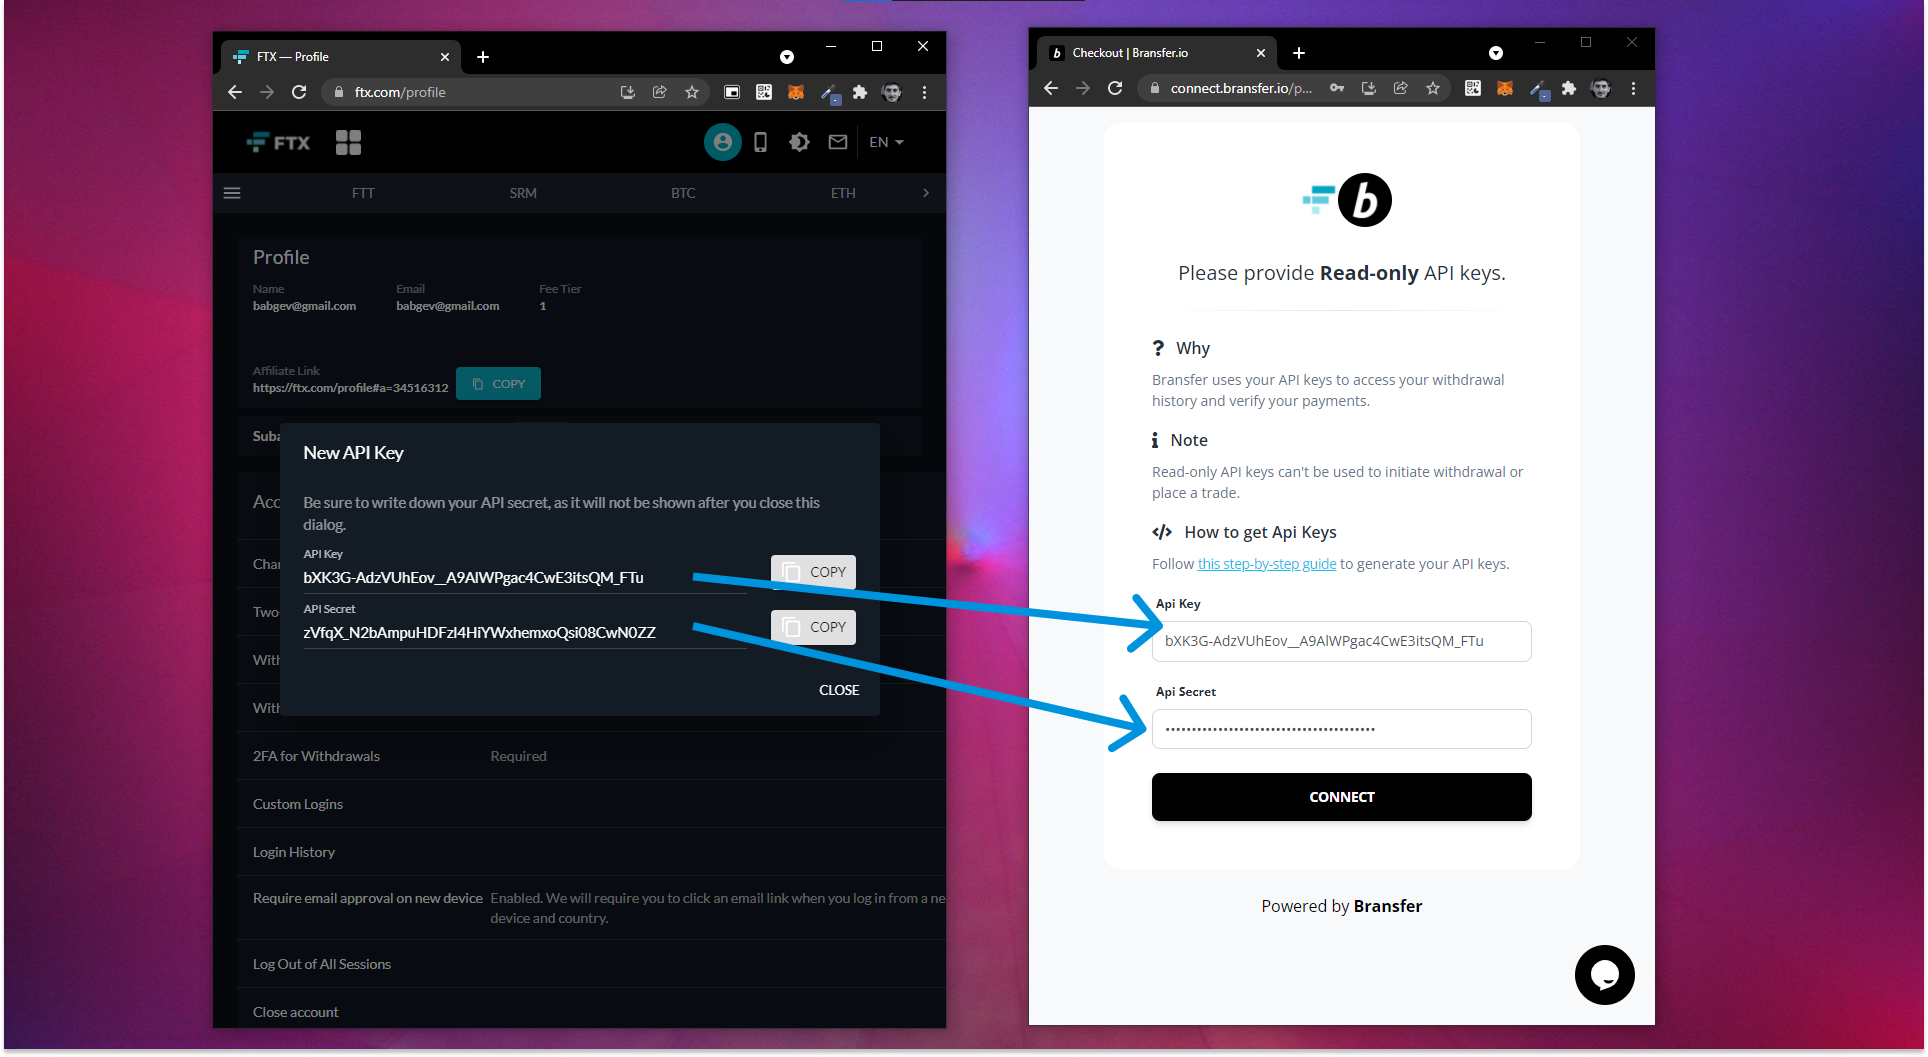 FTX — Profile
ftx.com/profile
FTX
EN
FTT SRM BTC ETH
Profile
Name Email Fee Tier
babgev@gmail.com babgev@gmail.com 1
Affiliate Link
https://ftx.com/profile#a=34516312 COPY
Suba
New API Key
Be sure to write down your API secret, as it will not be shown after you close this
dialog.
API Key
bXK3G-AdzVUhEov__A9AlWPgac4CwE3itsQM_FTu COPY
API Secret
zVfqX_N2bAmpuHDFzI4HiYWxhemxoQsi08CwN0ZZ COPY
CLOSE
Acc
Chan
Two-
With
With
2FA for Withdrawals Required
Custom Logins
Login History
Require email approval on new device Enabled. We will require you to click an email link when you log in from a ne
device and country.
Log Out of All Sessions
Close account
b Checkout | Bransfer.io
connect.bransfer.io/p...
b
Please provide Read-only API keys.
? Why
Bransfer uses your API keys to access your withdrawal
history and verify your payments.
i Note
Read-only API keys can't be used to initiate withdrawal or
place a trade.
</> How to get Api Keys
Follow this step-by-step guide to generate your API keys.
Api Key
bXK3G-AdzVUhEov__A9AlWPgac4CwE3itsQM_FTu
Api Secret
CONNECT
Powered by Bransfer